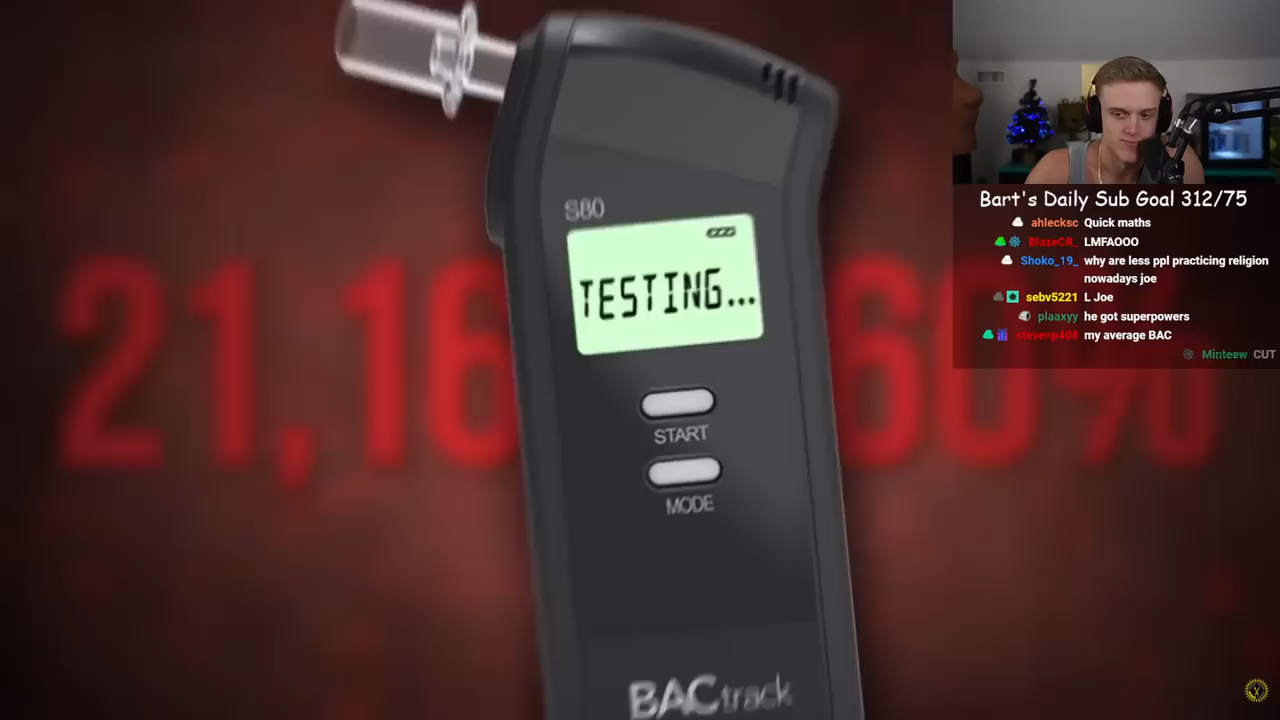 S80
TESTING...
START
MODE
BACtrack
21,16
60%
Bart's Daily Sub Goal 312/75
ahlecksc Quick maths
BlazeCR_ LMFAOOO
Shoko_19_ why are less ppl practicing religion
nowadays joe
sebv5221 L Joe
plaaxyy he got superpowers
stevenp408 my average BAC
Minteew CUT